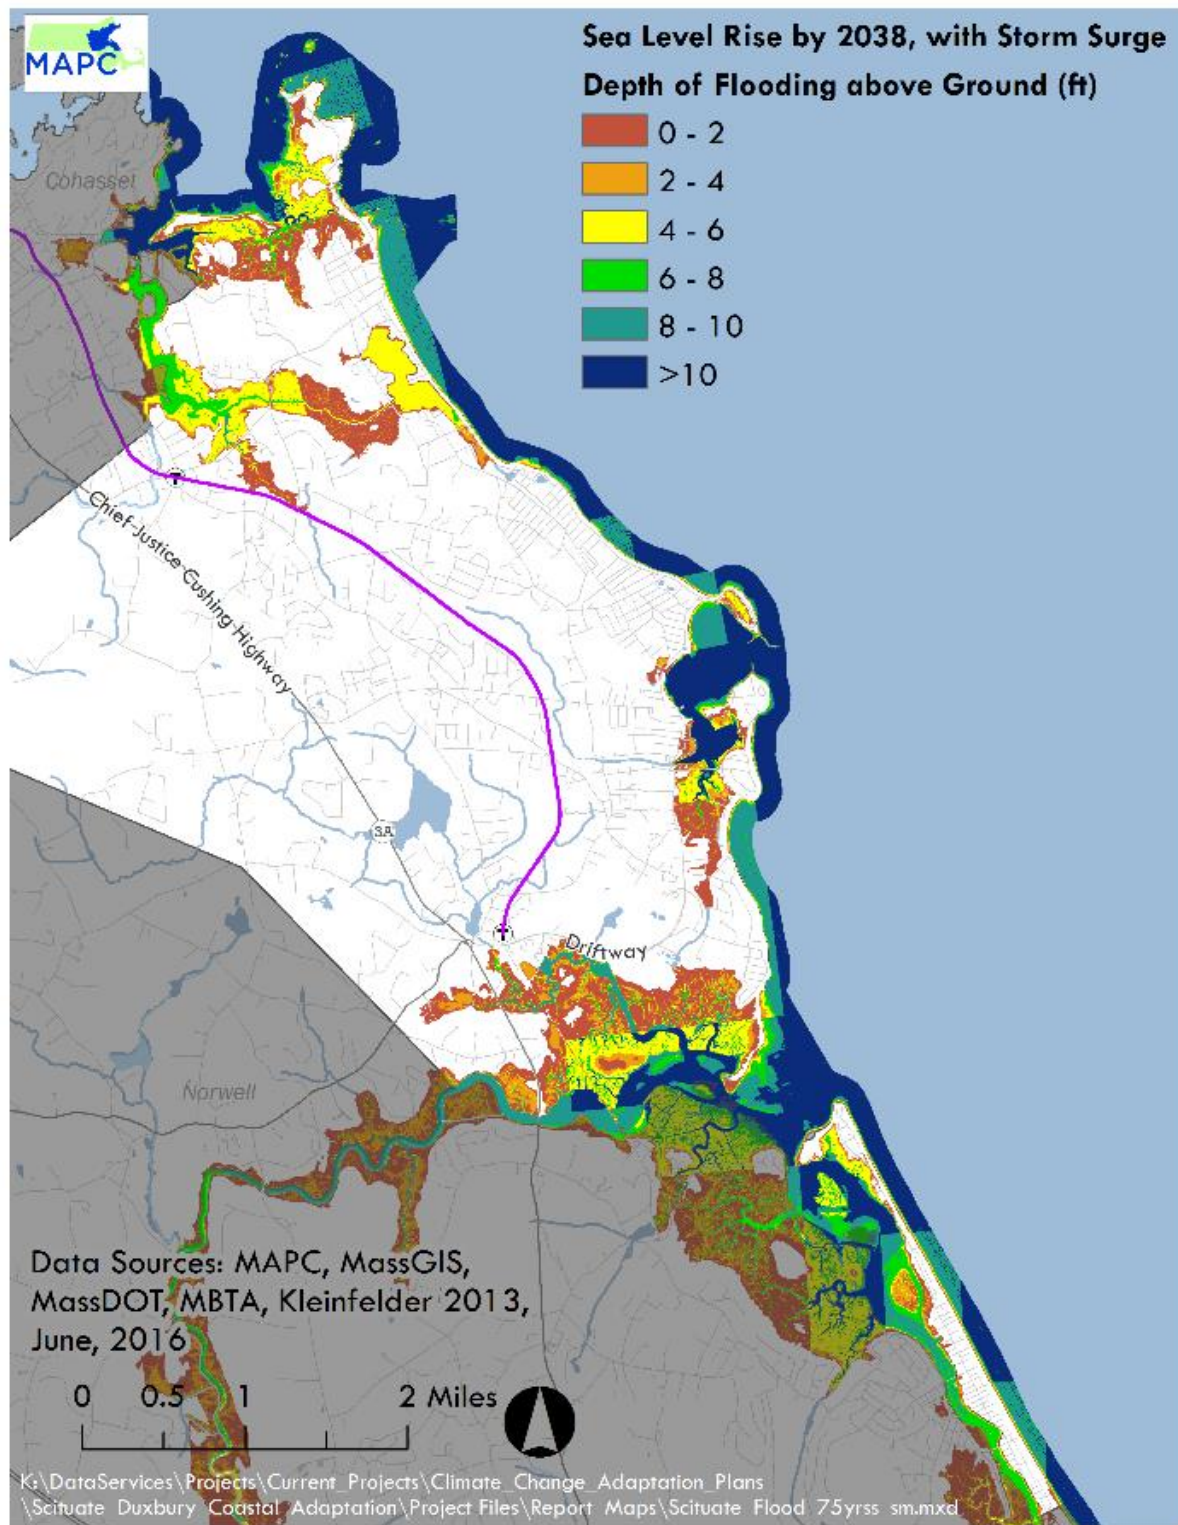 MAPC
Sea Level Rise by 2038, with Storm Surge
Depth of Flooding above Ground (ft)
0 - 2
2 - 4
4 - 6
6 - 8
8 - 10
>10
Cohasset
T
Chief Justice Cushing Highway
3A
T
Driftway
Norwell
Data Sources: MAPC, MassGIS,
MassDOT, MBTA, Kleinfelder 2013,
June, 2016
0 0.5 1 2 Miles
K:\DataServices\Projects\Current_Projects\Climate_Change_Adaptation_Plans
\Scituate_Duxbury_Coastal_Adaptation\Project Files\Report_Maps\Scituate_Flood_75yrss_sm.mxd